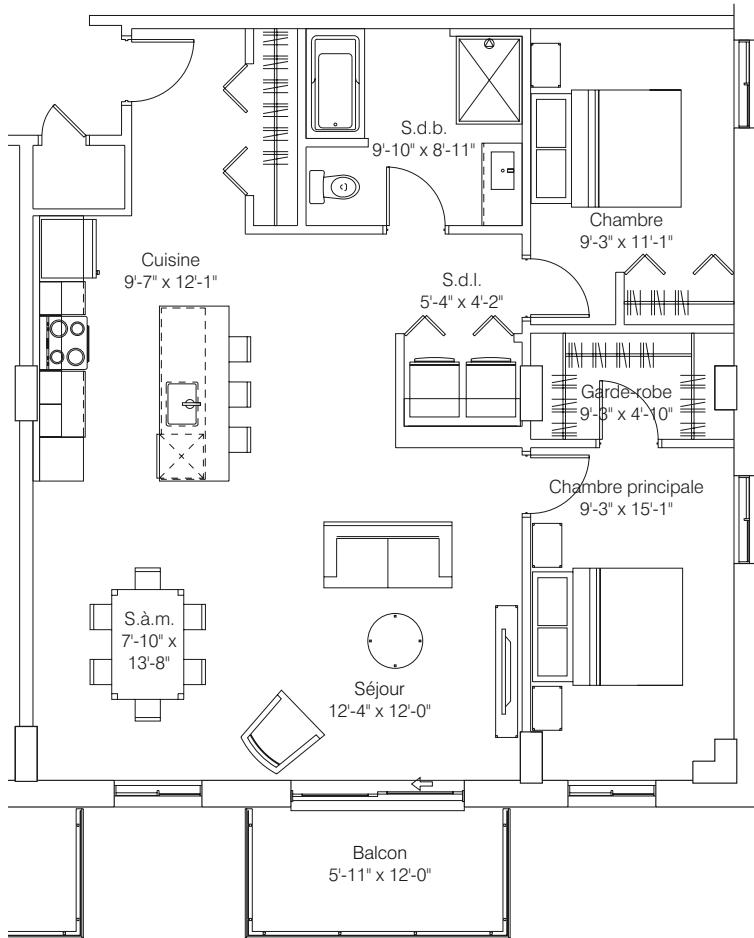 S.d.b.
9'-10" x 8'-11"
Chambre
9'-3" x 11'-1"
Cuisine
9'-7" x 12'-1"
S.d.l.
5'-4" x 4'-2"
Garde-robe
9'-3" x 4'-10"
Chambre principale
9'-3" x 15'-1"
S.à.m.
7'-10" x
13'-8"
Séjour
12'-4" x 12'-0"
Balcon
5'-11" x 12'-0"